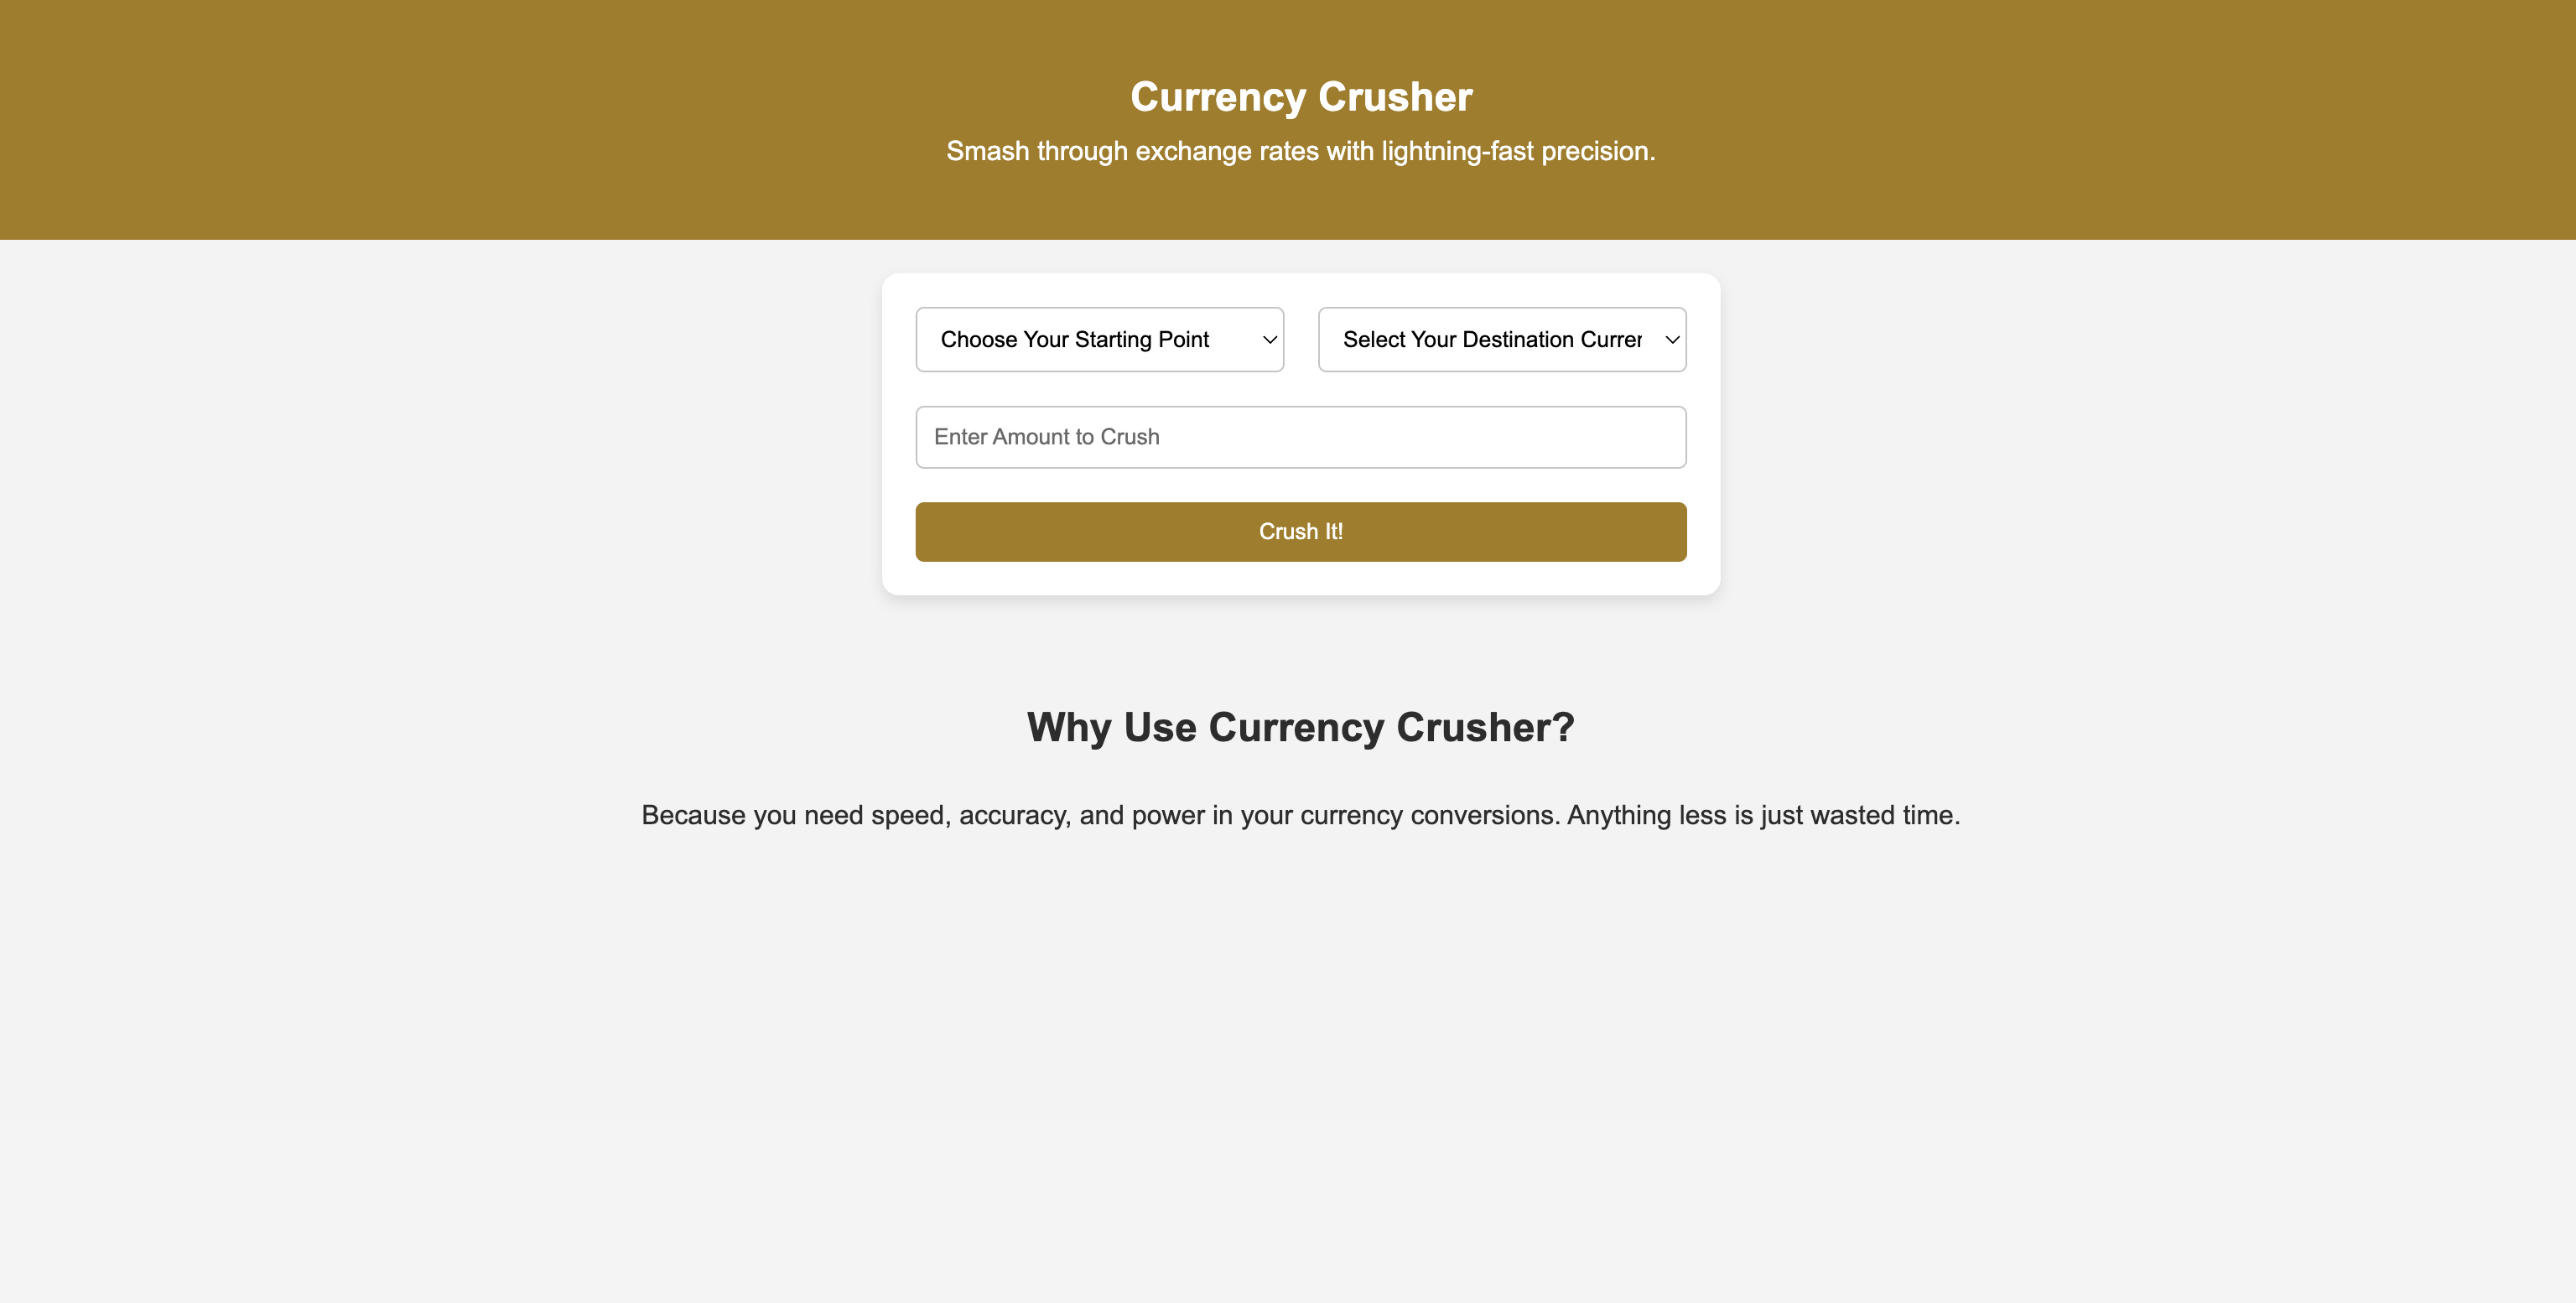 Currency Crusher
Smash through exchange rates with lightning-fast precision.
Choose Your Starting Point
Select Your Destination Curren
Enter Amount to Crush
Crush It!
Why Use Currency Crusher?
Because you need speed, accuracy, and power in your currency conversions. Anything less is just wasted time.